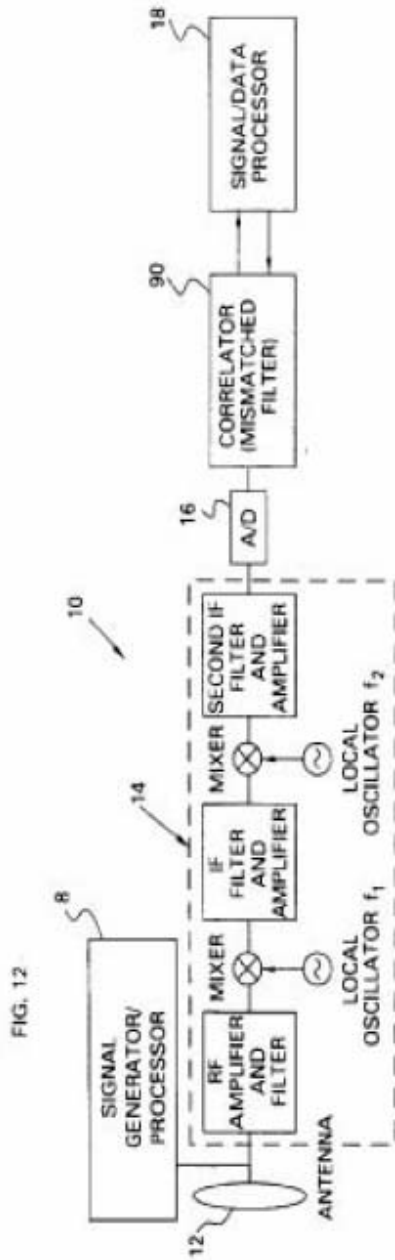 FIG. 12
10
8
SIGNAL
GENERATOR/
PROCESSOR
12
ANTENNA
14
RF
AMPLIFIER
AND
FILTER
MIXER
LOCAL
OSCILLATOR f1
IF
FILTER
AND
AMPLIFIER
MIXER
LOCAL
OSCILLATOR f2
SECOND IF
FILTER
AND
AMPLIFIER
16
A/D
90
CORRELATOR
(MISMATCHED
FILTER)
18
SIGNAL/DATA
PROCESSOR